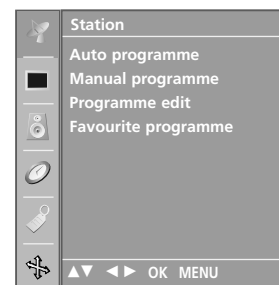 Station
Auto programme
Manual programme
Programme edit
Favourite programme
▲▼ ◄► OK MENU